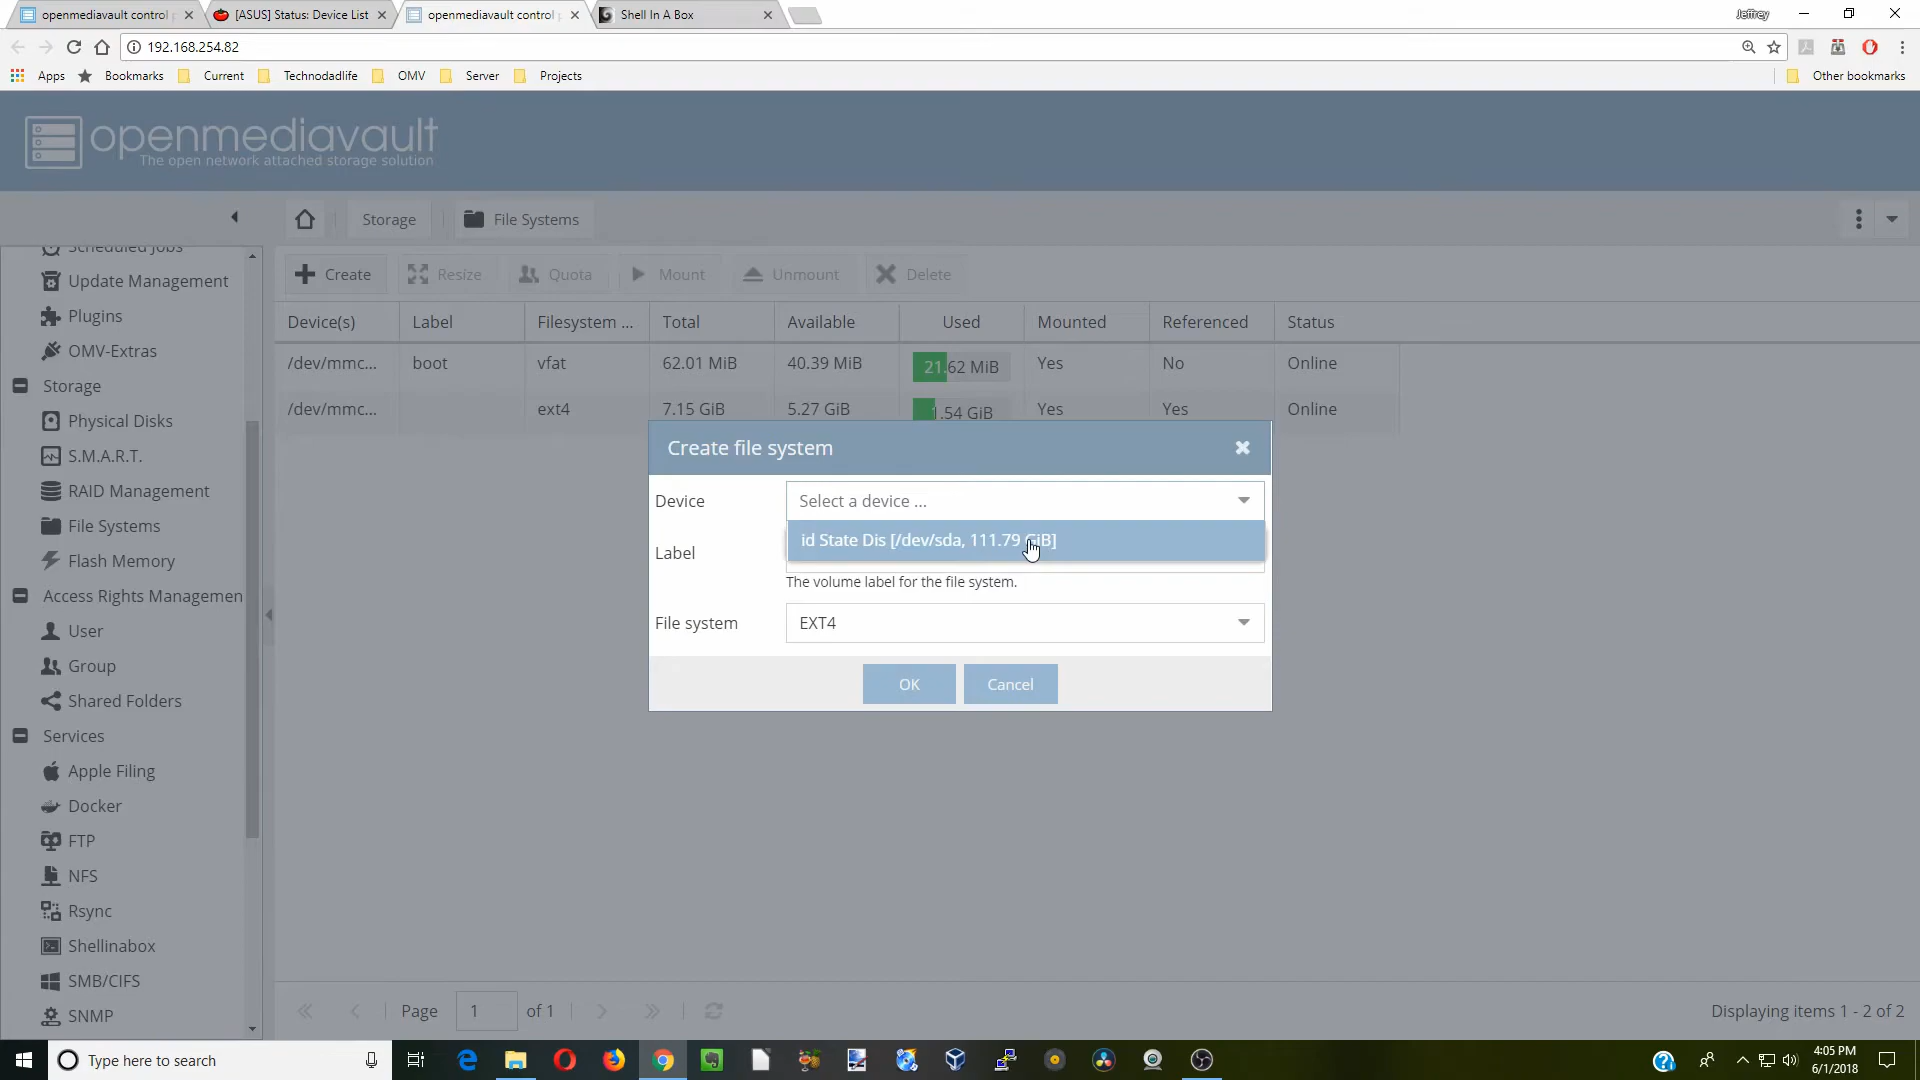 openmediavault control p
[ASUS] Status: Device List
openmediavault control p
Shell In A Box
Jeffrey
192.168.254.82
Apps
Bookmarks
Current
Technodadlife
OMV
Server
Projects
Other bookmarks
openmediavault
The open network attached storage solution
Storage
File Systems
Scheduled Jobs
Update Management
Plugins
OMV-Extras
Storage
Physical Disks
S.M.A.R.T.
RAID Management
File Systems
Flash Memory
Access Rights Managemen
User
Group
Shared Folders
Services
Apple Filing
Docker
FTP
NFS
Rsync
Shellinabox
SMB/CIFS
SNMP
Create Resize Quota Mount Unmount Delete
Device(s) Label Filesystem ... Total Available Used Mounted Referenced Status
/dev/mmc... boot vfat 62.01 MiB 40.39 MiB 21.62 MiB Yes No Online
/dev/mmc... ext4 7.15 GiB 5.27 GiB 1.54 GiB Yes Yes Online
Create file system
Device Select a device ...
id State Dis [/dev/sda, 111.79 GiB]
Label
The volume label for the file system.
File system EXT4
OK Cancel
Page 1 of 1
Displaying items 1 - 2 of 2
Type here to search
4:05 PM
6/1/2018